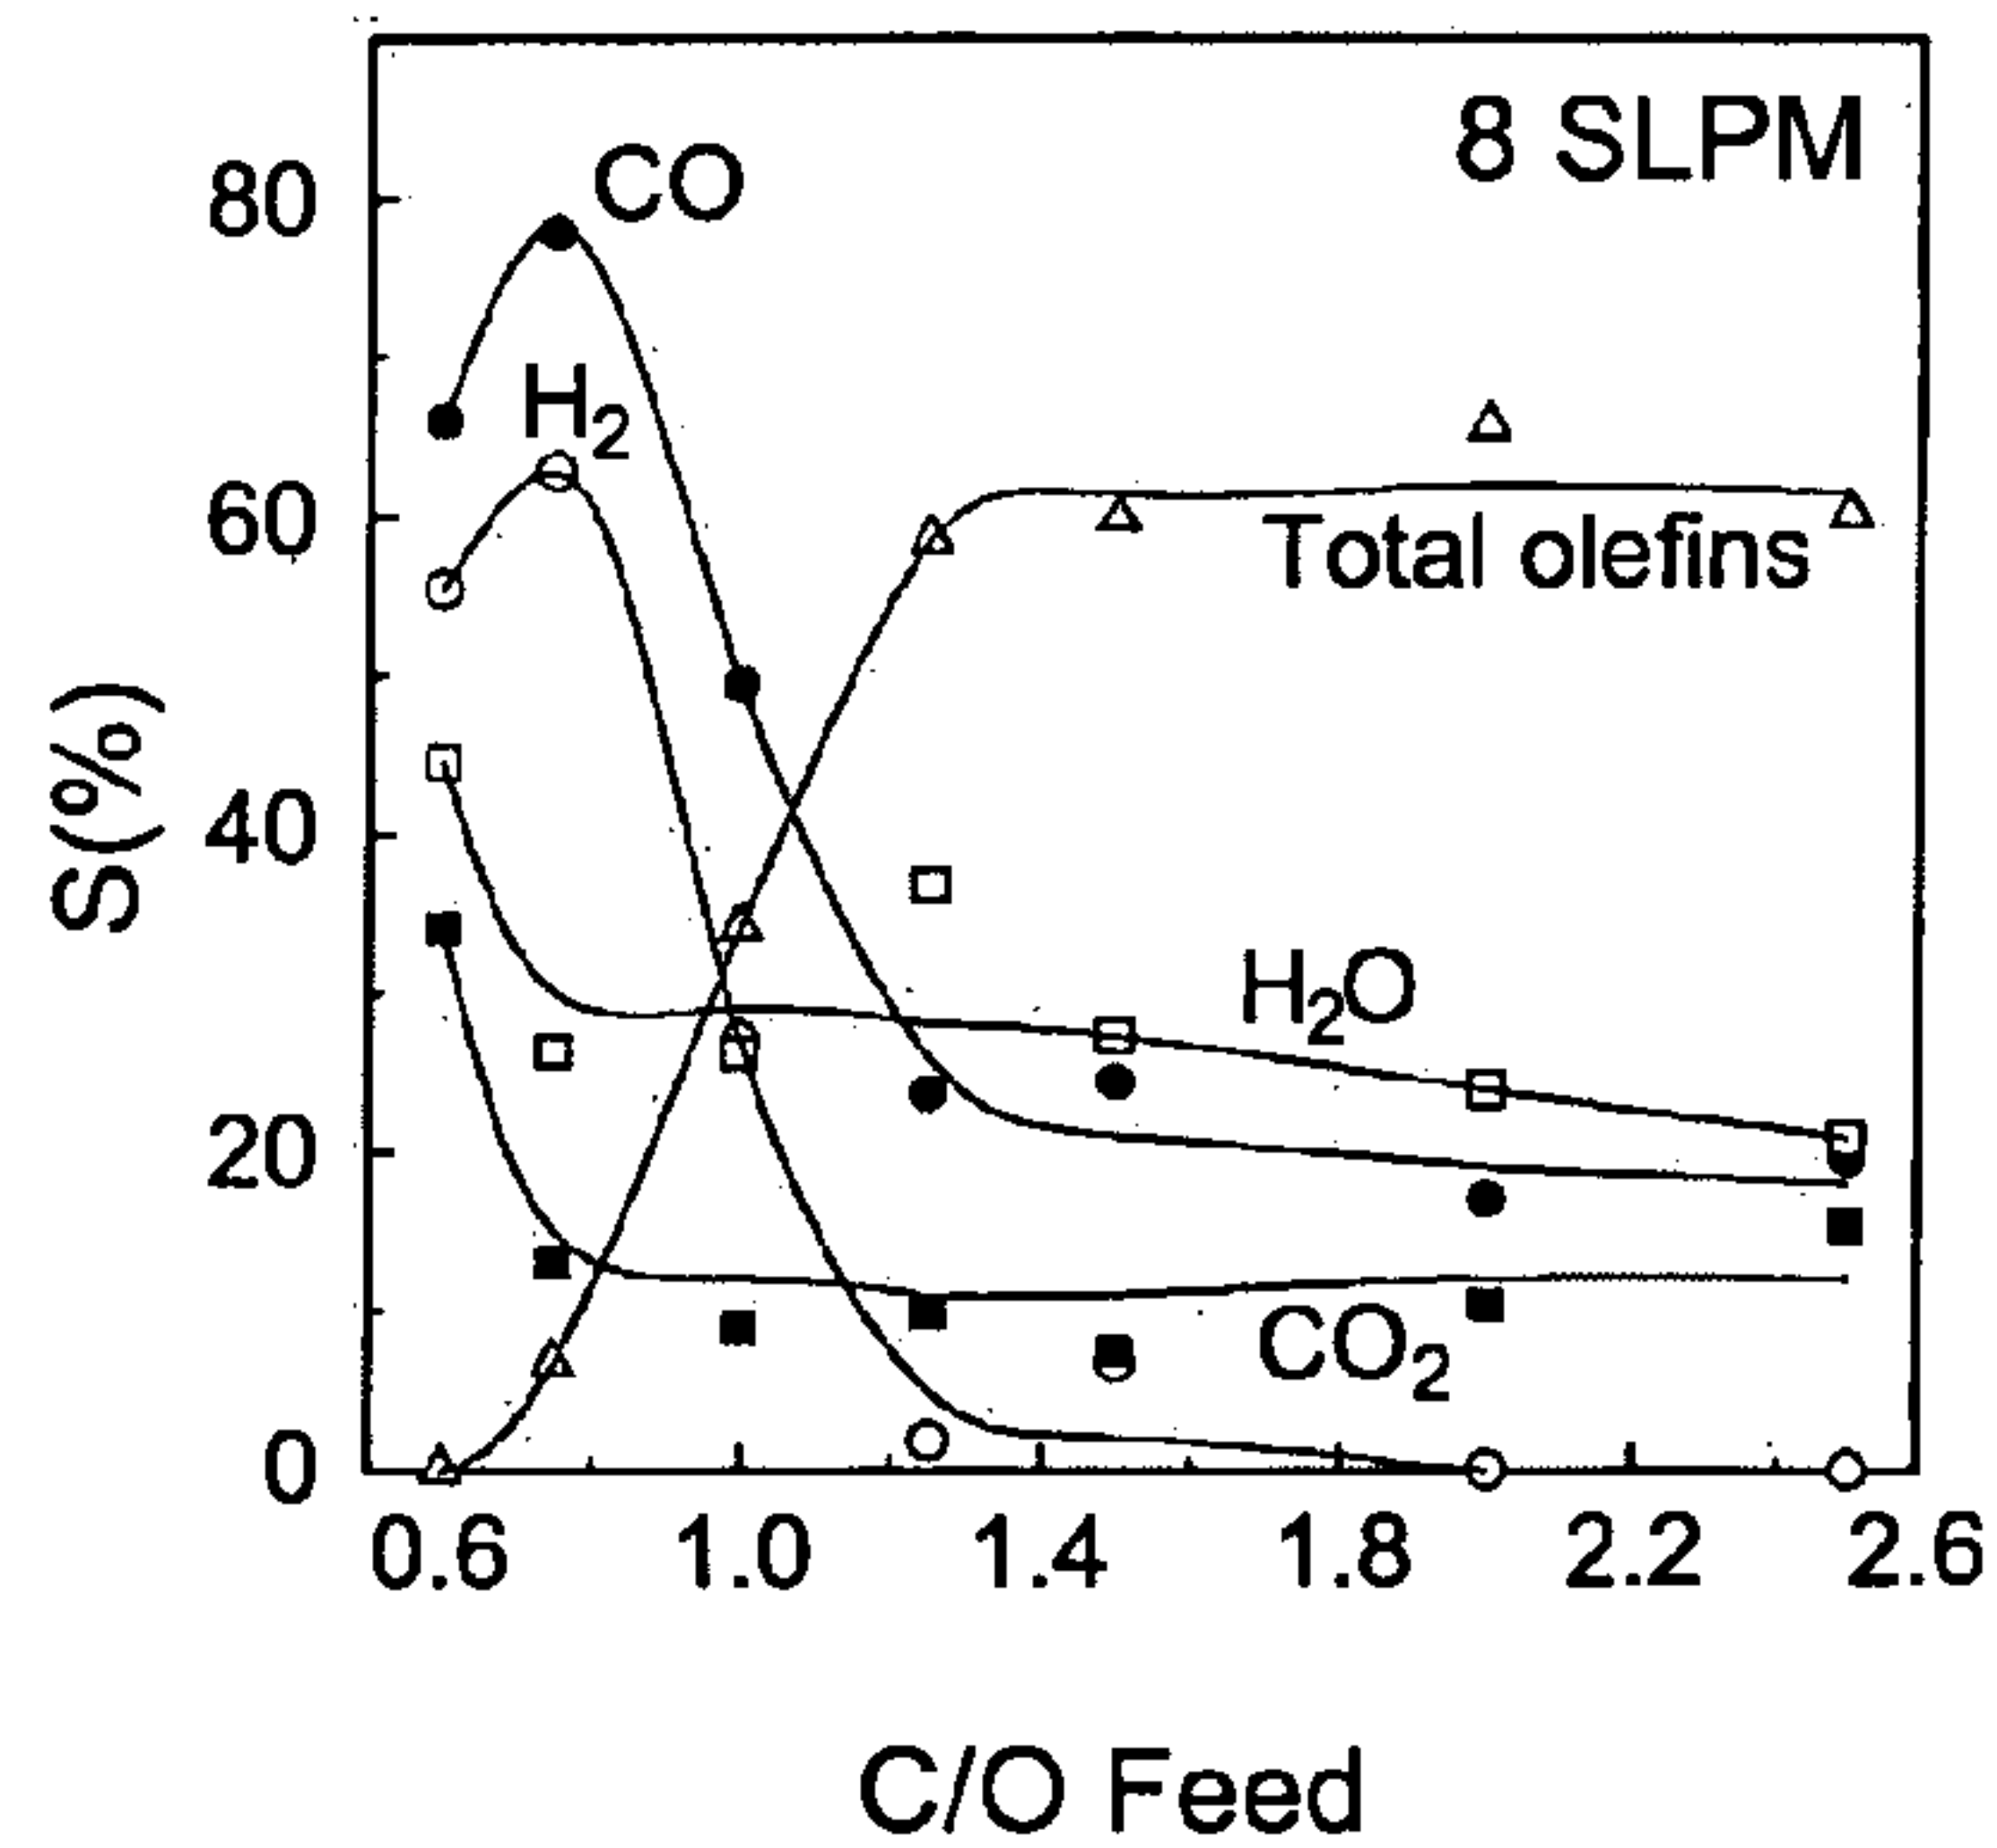 8 SLPM
CO
80
H2
60
Total olefins
S(%)
40
H2O
20
CO2
0
0.6 1.0 1.4 1.8 2.2 2.6
C/O Feed